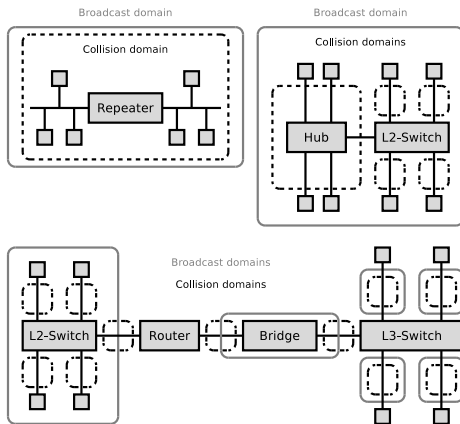 Broadcast domain
Collision domain
Repeater
Broadcast domain
Collision domains
Hub
L2-Switch
Broadcast domains
Collision domains
L2-Switch
Router
Bridge
L3-Switch